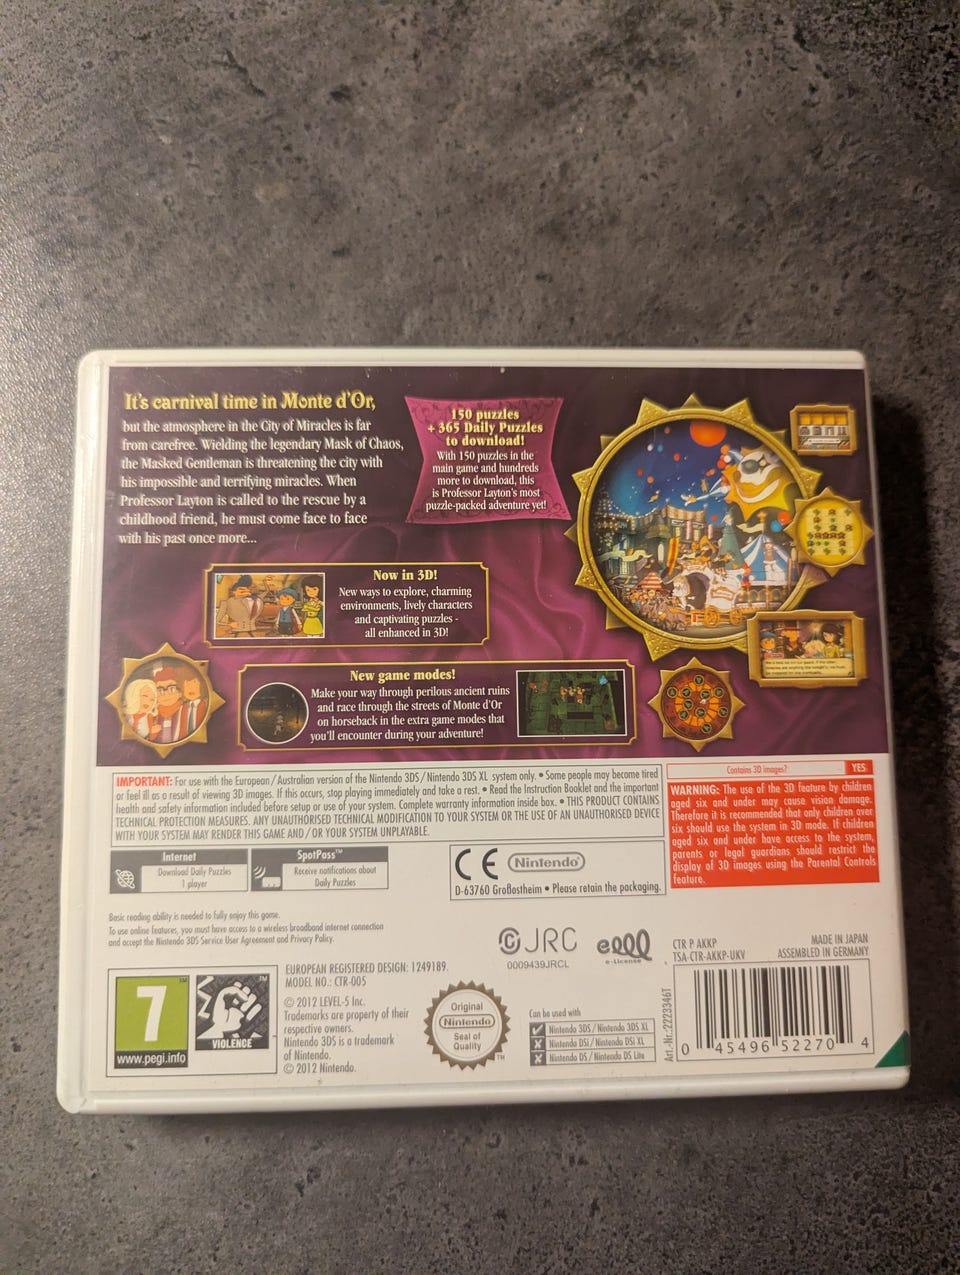 It's carnival time in Monte d'Or,
but the atmosphere in the City of Miracles is far
from carefree. Wielding the legendary Mask of Chaos,
the Masked Gentleman is threatening the city with
his impossible and terrifying miracles. When
Professor Layton is called to the rescue by a
childhood friend, he must come face to face
with his past once more...
150 puzzles
+ 365 Daily Puzzles
to download!
With 150 puzzles in the
main game and hundreds
more to download, this
is Professor Layton's most
puzzle-packed adventure yet!
Now in 3D!
New ways to explore, charming
environments, lively characters
and captivating puzzles -
all enhanced in 3D!
New game modes!
Make your way through perilous ancient ruins
and race through the streets of Monte d'Or
on horseback in the extra game modes that
you'll encounter during your adventure!
IMPORTANT: For use with the European/Australian version of the Nintendo 3DS/Nintendo 3DS XL system only. • Some people may become tired
or feel ill as a result of viewing 3D images. If this occurs, stop playing immediately and take a rest. • Read the Instruction Booklet and the important
health and safety information included before setup or use of your system. Complete warranty information inside box. • THIS PRODUCT CONTAINS
TECHNICAL PROTECTION MEASURES. ANY UNAUTHORISED TECHNICAL MODIFICATION TO YOUR SYSTEM OR THE USE OF AN UNAUTHORISED DEVICE
WITH YOUR SYSTEM MAY RENDER THIS GAME AND/OR YOUR SYSTEM UNPLAYABLE.
Contains 3D images? YES
WARNING: The use of the 3D feature by children
aged six and under may cause vision damage.
Therefore it is recommended that only children over
six should use the system in 3D mode. If children
aged six and under have access to the system,
parents or legal guardians should restrict the
display of 3D images using the Parental Controls
feature.
Internet
Download Daily Puzzles
1 player
SpotPass™
Receive notifications about
Daily Puzzles
CE Nintendo®
D-63760 Großostheim • Please retain the packaging.
Basic reading ability is needed to fully enjoy this game.
To use online features, you must have access to a wireless broadband internet connection
and accept the Nintendo 3DS Service User Agreement and Privacy Policy.
JRC
0009439JRCL
e-License
CTR P AKKP
TSA-CTR-AKKP-UKV
MADE IN JAPAN
ASSEMBLED IN GERMANY
7
www.pegi.info
VIOLENCE
EUROPEAN REGISTERED DESIGN: 1249189.
MODEL NO.: CTR-005
© 2012 LEVEL-5 Inc.
Trademarks are property of their
respective owners.
Nintendo 3DS is a trademark
of Nintendo.
© 2012 Nintendo.
Original
Nintendo®
Seal of
Quality
™
Can be used with
Nintendo 3DS/Nintendo 3DS XL
Nintendo DSi/Nintendo DSi XL
Nintendo DS/Nintendo DS Lite
Art.-Nr.:2223346T
0 45496 52270 4